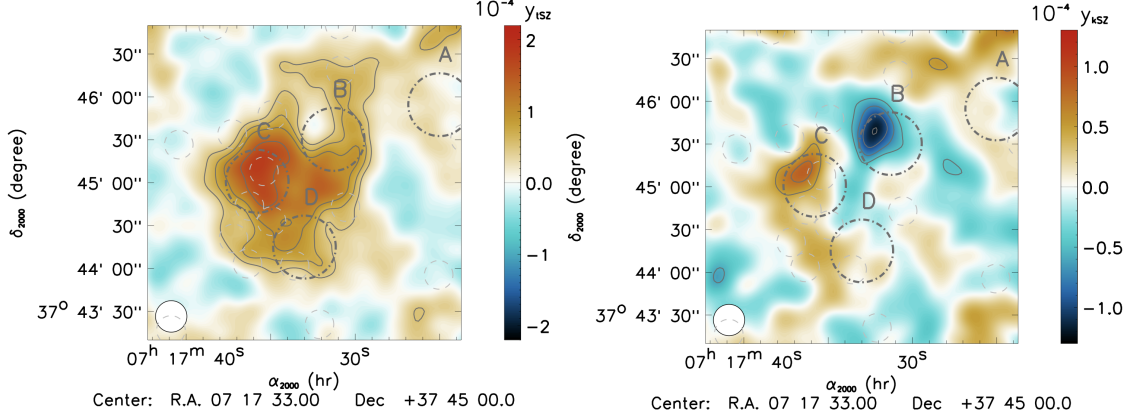 10⁻⁴ y_tSZ
30''
46' 00''
30''
45' 00''
30''
44' 00''
37° 43' 30''
δ₂₀₀₀ (degree)
A
B
C
D
2
1
0.0
−1
−2
07ʰ 17ᵐ 40ˢ 30ˢ
α₂₀₀₀ (hr)
Center: R.A. 07 17 33.00 Dec +37 45 00.0
10⁻⁴ y_kSZ
30''
46' 00''
30''
45' 00''
30''
44' 00''
37° 43' 30''
δ₂₀₀₀ (degree)
A
B
C
D
1.0
0.5
0.0
−0.5
−1.0
07ʰ 17ᵐ 40ˢ 30ˢ
α₂₀₀₀ (hr)
Center: R.A. 07 17 33.00 Dec +37 45 00.0